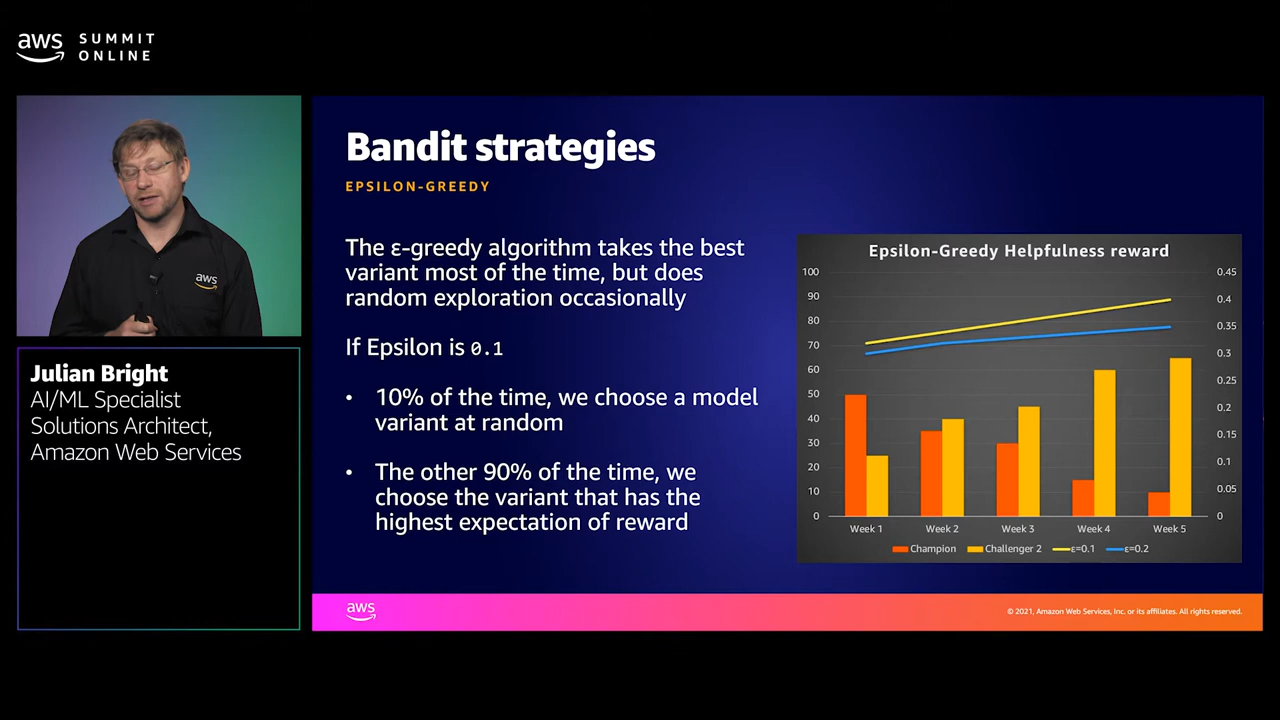 aws SUMMIT
ONLINE
aws
Julian Bright
AI/ML Specialist
Solutions Architect,
Amazon Web Services
Bandit strategies
EPSILON-GREEDY
The ε-greedy algorithm takes the best
variant most of the time, but does
random exploration occasionally
If Epsilon is 0.1
• 10% of the time, we choose a model
variant at random
• The other 90% of the time, we
choose the variant that has the
highest expectation of reward
Epsilon-Greedy Helpfulness reward
100
90
80
70
60
50
40
30
20
10
0
0.45
0.4
0.35
0.3
0.25
0.2
0.15
0.1
0.05
0
Week 1 Week 2 Week 3 Week 4 Week 5
Champion Challenger 2 ε=0.1 ε=0.2
aws
© 2021, Amazon Web Services, Inc. or its affiliates. All rights reserved.